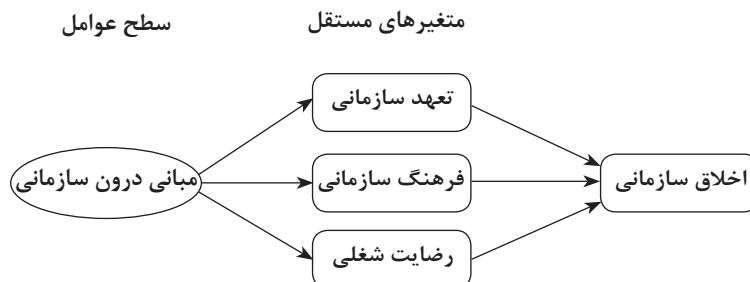 متغیرهای مستقل
سطح عوامل
تعهد سازمانی
اخلاق سازمانی
فرهنگ سازمانی
مبانی درون سازمانی
رضایت شغلی